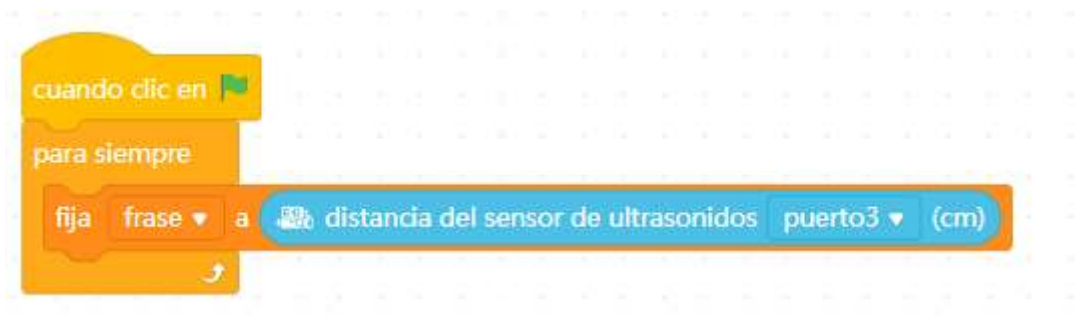 cuando clic en
para siempre
fija frase a distancia del sensor de ultrasonidos puerto3 (cm)